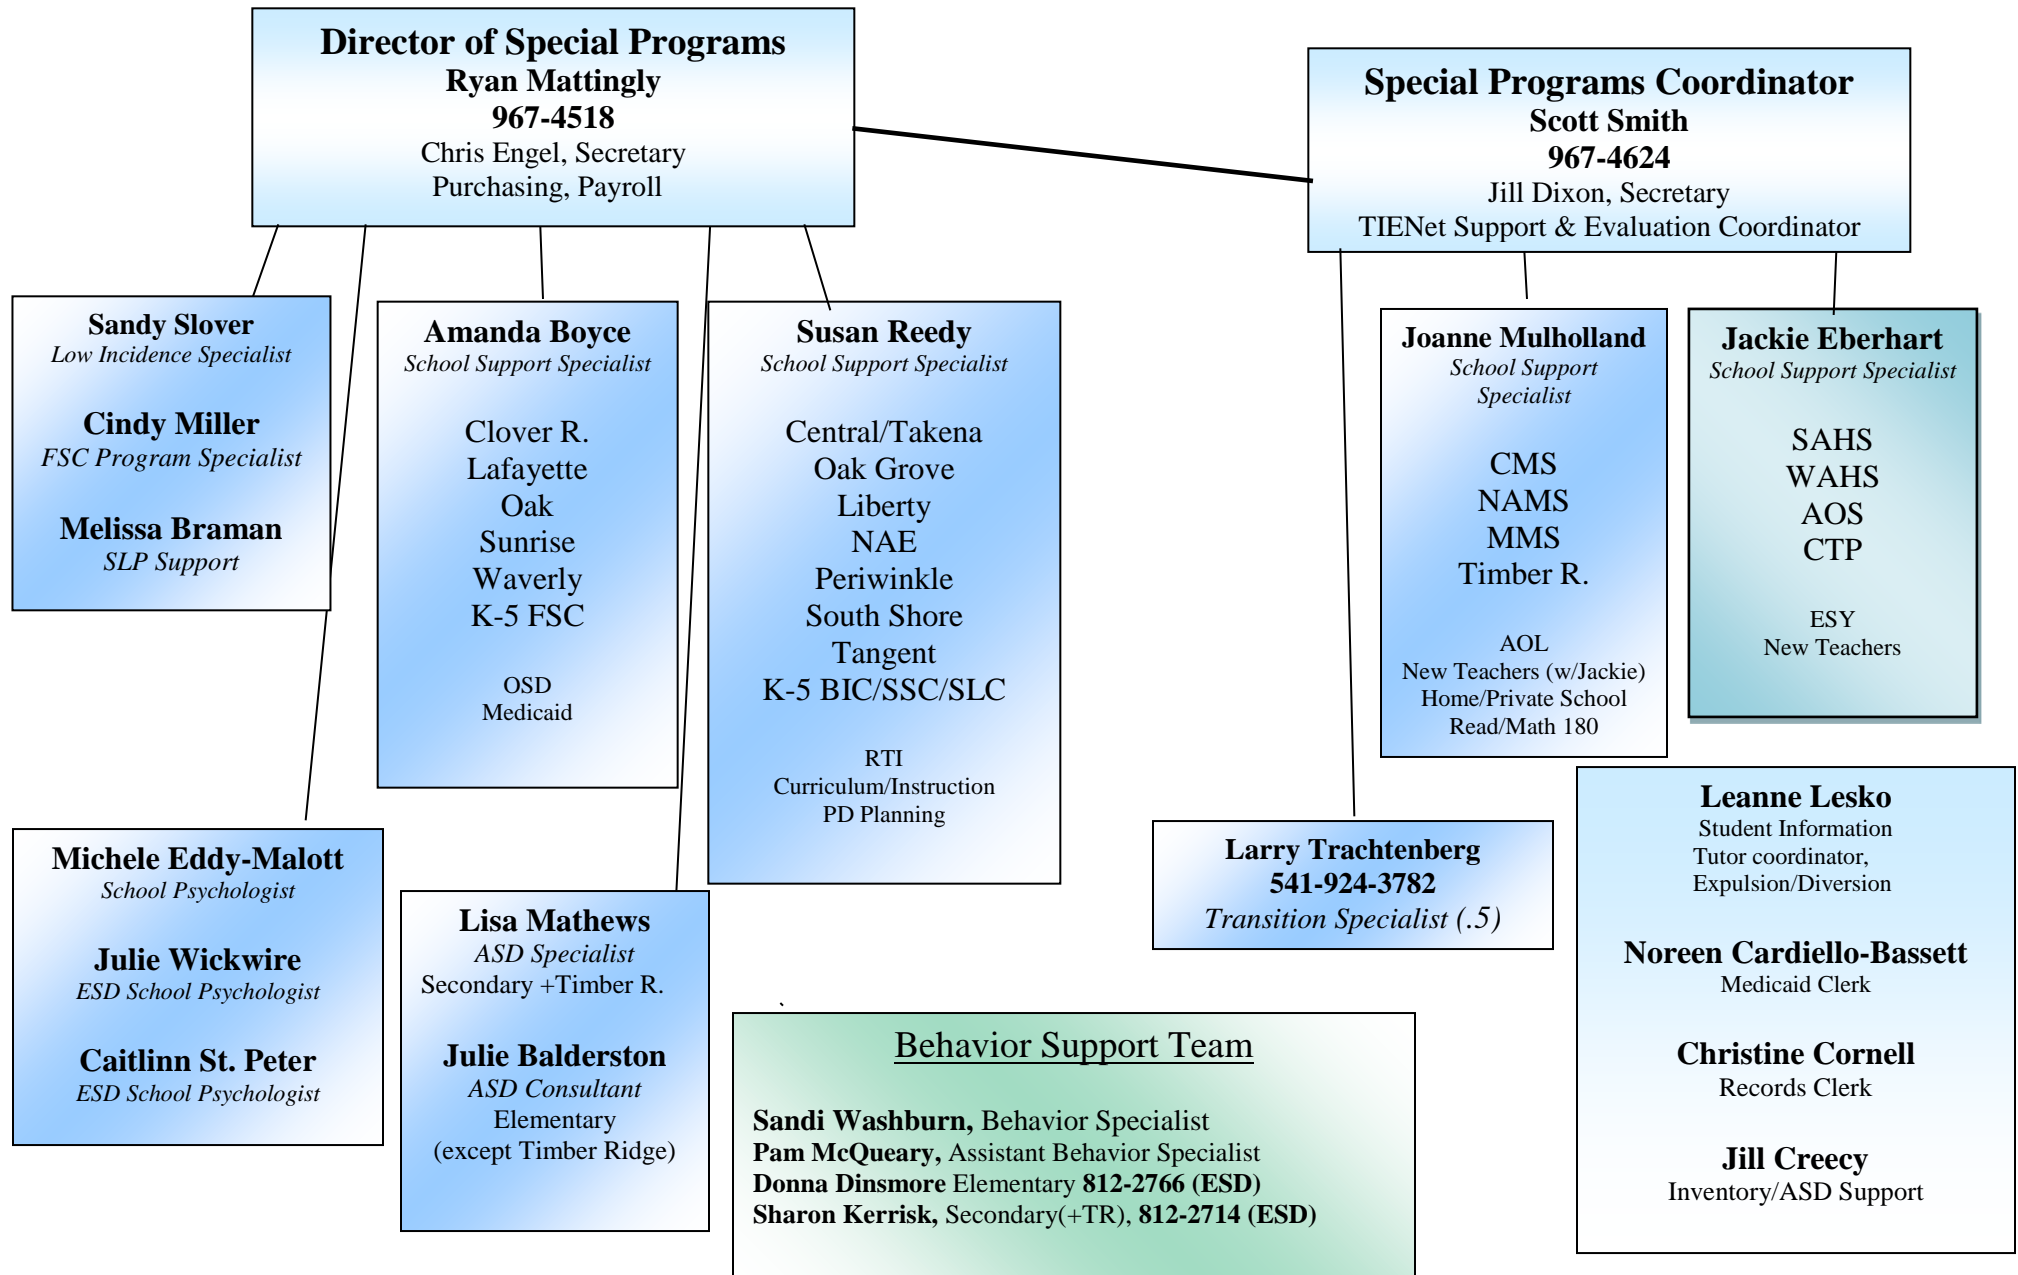 Director of Special Programs
Ryan Mattingly
967-4518
Chris Engel, Secretary
Purchasing, Payroll
Special Programs Coordinator
Scott Smith
967-4624
Jill Dixon, Secretary
TIENet Support & Evaluation Coordinator
Sandy Slover
Low Incidence Specialist
Cindy Miller
FSC Program Specialist
Melissa Braman
SLP Support
Amanda Boyce
School Support Specialist
Clover R.
Lafayette
Oak
Sunrise
Waverly
K-5 FSC
OSD
Medicaid
Susan Reedy
School Support Specialist
Central/Takena
Oak Grove
Liberty
NAE
Periwinkle
South Shore
Tangent
K-5 BIC/SSC/SLC
RTI
Curriculum/Instruction
PD Planning
Joanne Mulholland
School Support
Specialist
CMS
NAMS
MMS
Timber R.
AOL
New Teachers (w/Jackie)
Home/Private School
Read/Math 180
Jackie Eberhart
School Support Specialist
SAHS
WAHS
AOS
CTP
ESY
New Teachers
Michele Eddy-Malott
School Psychologist
Julie Wickwire
ESD School Psychologist
Caitlinn St. Peter
ESD School Psychologist
Lisa Mathews
ASD Specialist
Secondary +Timber R.
Julie Balderston
ASD Consultant
Elementary
(except Timber Ridge)
Larry Trachtenberg
541-924-3782
Transition Specialist (.5)
Leanne Lesko
Student Information
Tutor coordinator,
Expulsion/Diversion
Noreen Cardiello-Bassett
Medicaid Clerk
Christine Cornell
Records Clerk
Jill Creecy
Inventory/ASD Support
Behavior Support Team
Sandi Washburn, Behavior Specialist
Pam McQueary, Assistant Behavior Specialist
Donna Dinsmore Elementary 812-2766 (ESD)
Sharon Kerrisk, Secondary(+TR), 812-2714 (ESD)